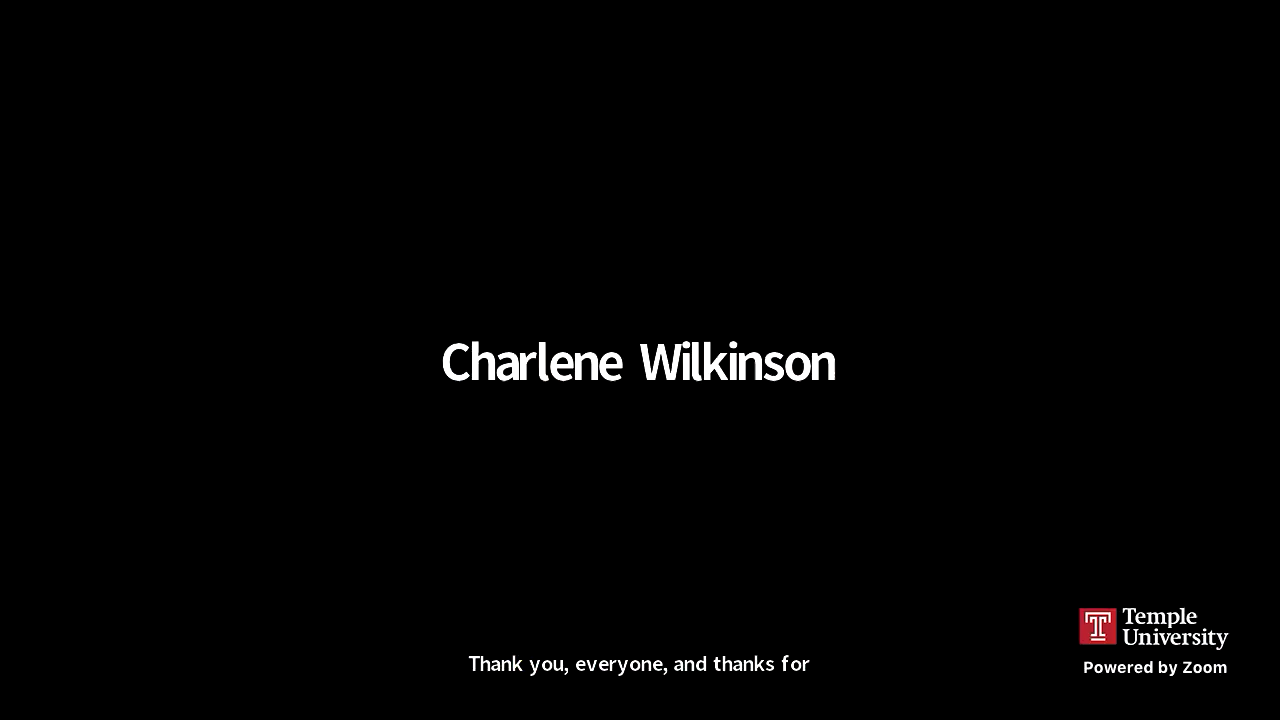 Charlene Wilkinson
Temple
University
Thank you, everyone, and thanks for
Powered by Zoom